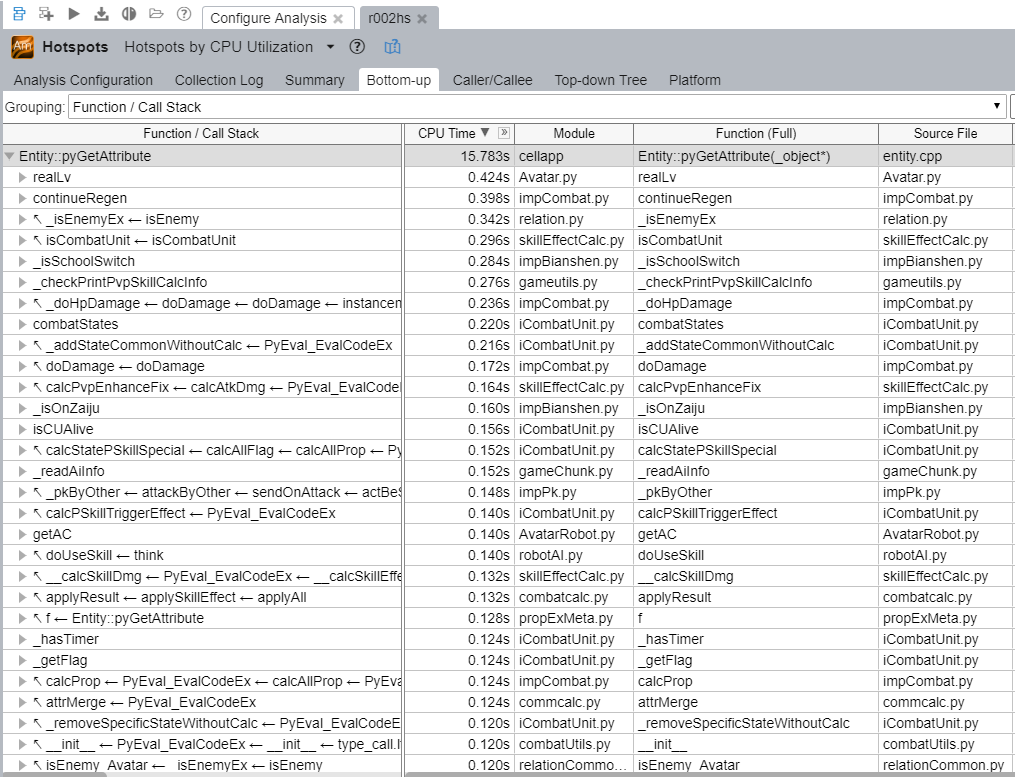 Configure Analysis r002hs
Hotspots Hotspots by CPU Utilization
Analysis Configuration Collection Log Summary Bottom-up Caller/Callee Top-down Tree Platform
Grouping: Function / Call Stack
Function / Call Stack CPU Time Module Function (Full) Source File
Entity::pyGetAttribute 15.783s cellapp Entity::pyGetAttribute(_object*) entity.cpp
realLv 0.424s Avatar.py realLv Avatar.py
continueRegen 0.398s impCombat.py continueRegen impCombat.py
↖ _isEnemyEx ← isEnemy 0.342s relation.py _isEnemyEx relation.py
↖ isCombatUnit ← isCombatUnit 0.296s skillEffectCalc.py isCombatUnit skillEffectCalc.py
_isSchoolSwitch 0.284s impBianshen.py _isSchoolSwitch impBianshen.py
_checkPrintPvpSkillCalcInfo 0.276s gameutils.py _checkPrintPvpSkillCalcInfo gameutils.py
↖ _doHpDamage ← doDamage ← doDamage ← instancen 0.236s impCombat.py _doHpDamage impCombat.py
combatStates 0.220s iCombatUnit.py combatStates iCombatUnit.py
↖ _addStateCommonWithoutCalc ← PyEval_EvalCodeEx 0.216s iCombatUnit.py _addStateCommonWithoutCalc iCombatUnit.py
↖ doDamage ← doDamage 0.172s impCombat.py doDamage impCombat.py
↖ calcPvpEnhanceFix ← calcAtkDmg ← PyEval_EvalCodeI 0.164s skillEffectCalc.py calcPvpEnhanceFix skillEffectCalc.py
_isOnZaiju 0.160s impBianshen.py _isOnZaiju impBianshen.py
isCUAlive 0.156s iCombatUnit.py isCUAlive iCombatUnit.py
↖ calcStatePSkillSpecial ← calcAllFlag ← calcAllProp ← Py 0.152s iCombatUnit.py calcStatePSkillSpecial iCombatUnit.py
_readAiInfo 0.152s gameChunk.py _readAiInfo gameChunk.py
↖ _pkByOther ← attackByOther ← sendOnAttack ← actBeS 0.148s impPk.py _pkByOther impPk.py
↖ calcPSkillTriggerEffect ← PyEval_EvalCodeEx 0.140s iCombatUnit.py calcPSkillTriggerEffect iCombatUnit.py
getAC 0.140s AvatarRobot.py getAC AvatarRobot.py
↖ doUseSkill ← think 0.140s robotAI.py doUseSkill robotAI.py
↖ __calcSkillDmg ← PyEval_EvalCodeEx ← __calcSkillEffe 0.132s skillEffectCalc.py __calcSkillDmg skillEffectCalc.py
↖ applyResult ← applySkillEffect ← applyAll 0.132s combatcalc.py applyResult combatcalc.py
↖ f ← Entity::pyGetAttribute 0.128s propExMeta.py f propExMeta.py
_hasTimer 0.124s iCombatUnit.py _hasTimer iCombatUnit.py
_getFlag 0.124s iCombatUnit.py _getFlag iCombatUnit.py
↖ calcProp ← PyEval_EvalCodeEx ← calcAllProp ← PyEva 0.124s impCombat.py calcProp impCombat.py
↖ attrMerge ← PyEval_EvalCodeEx 0.124s commcalc.py attrMerge commcalc.py
↖ _removeSpecificStateWithoutCalc ← PyEval_EvalCodeE 0.120s iCombatUnit.py _removeSpecificStateWithoutCalc iCombatUnit.py
↖ __init__ ← PyEval_EvalCodeEx ← __init__ ← type_call.l 0.120s combatUtils.py __init__ combatUtils.py
↖ isEnemy_Avatar ← _isEnemyEx ← isEnemy 0.120s relationCommo... isEnemy_Avatar relationCommon.py